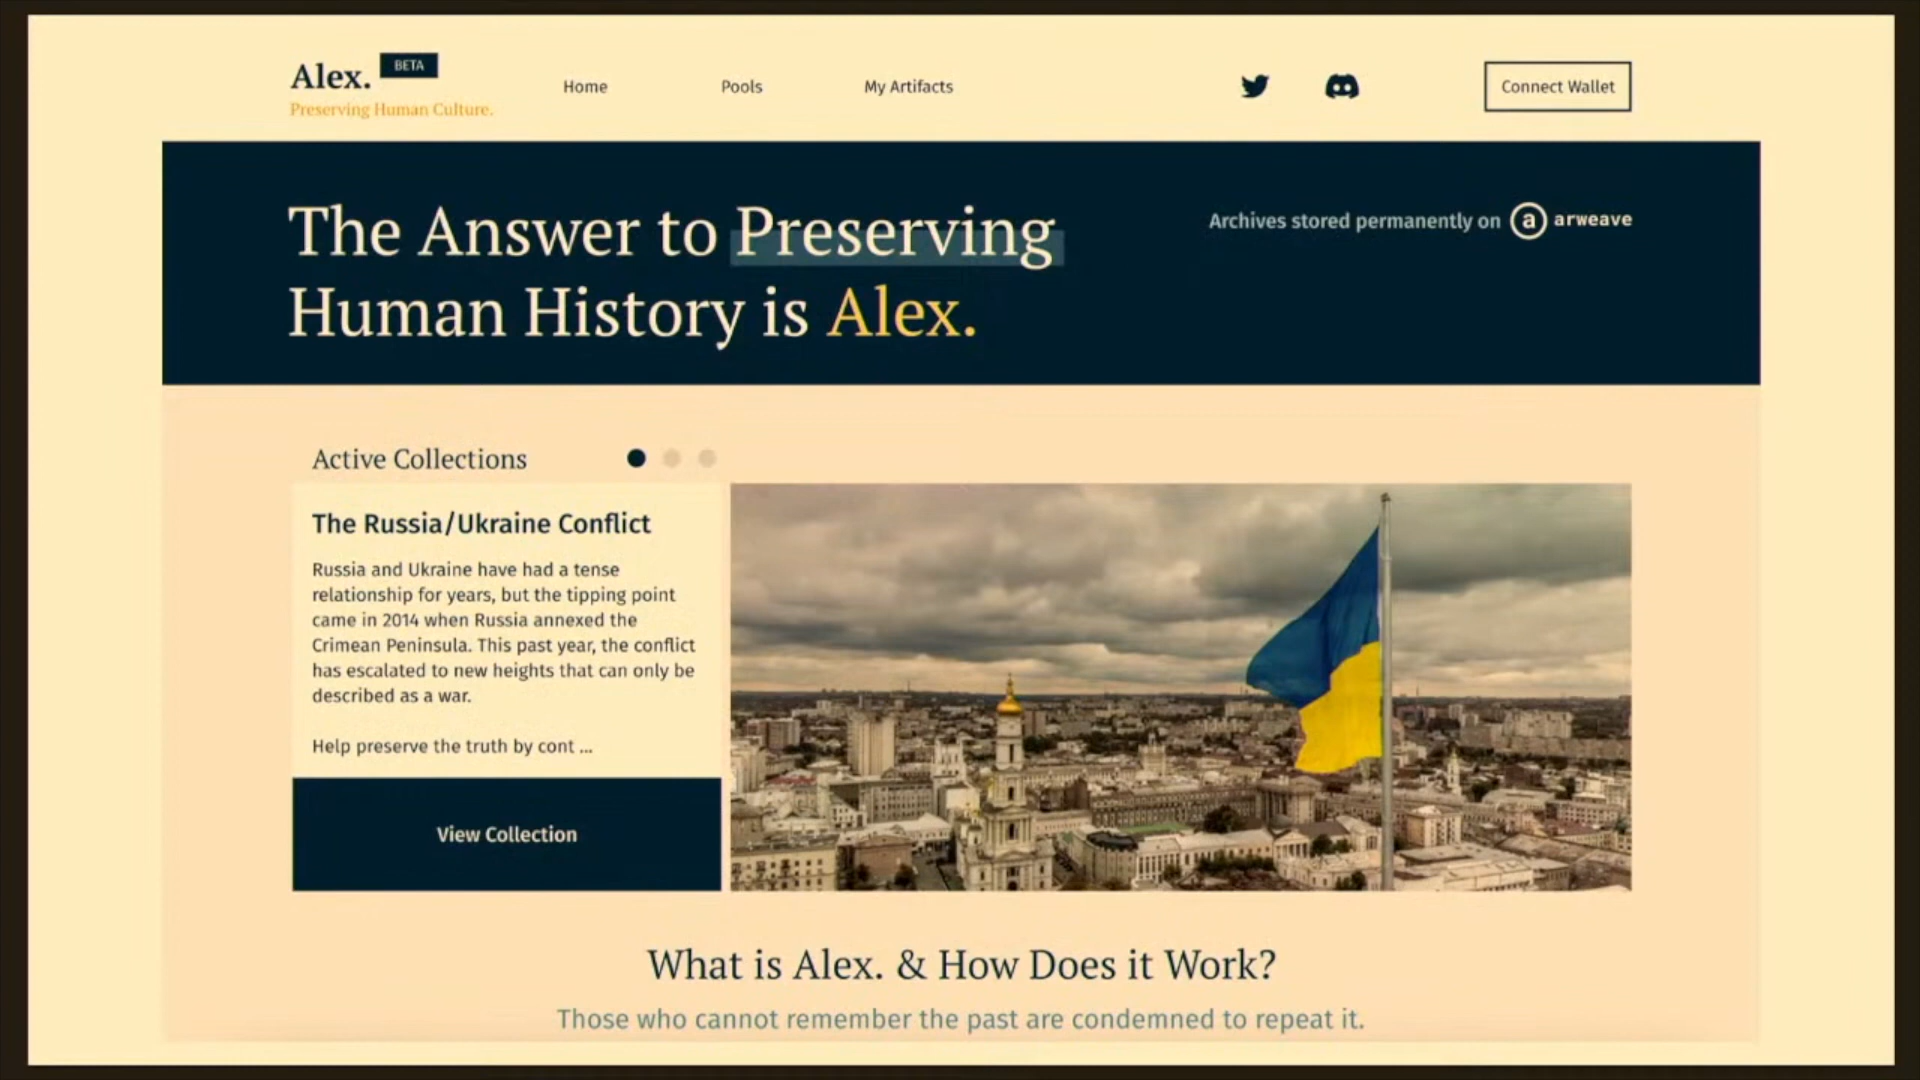 Alex. BETA
Preserving Human Culture.
Home
Pools
My Artifacts
Connect Wallet
The Answer to Preserving
Human History is Alex.
Archives stored permanently on a arweave
Active Collections
The Russia/Ukraine Conflict
Russia and Ukraine have had a tense
relationship for years, but the tipping point
came in 2014 when Russia annexed the
Crimean Peninsula. This past year, the conflict
has escalated to new heights that can only be
described as a war.
Help preserve the truth by cont ...
View Collection
What is Alex. & How Does it Work?
Those who cannot remember the past are condemned to repeat it.